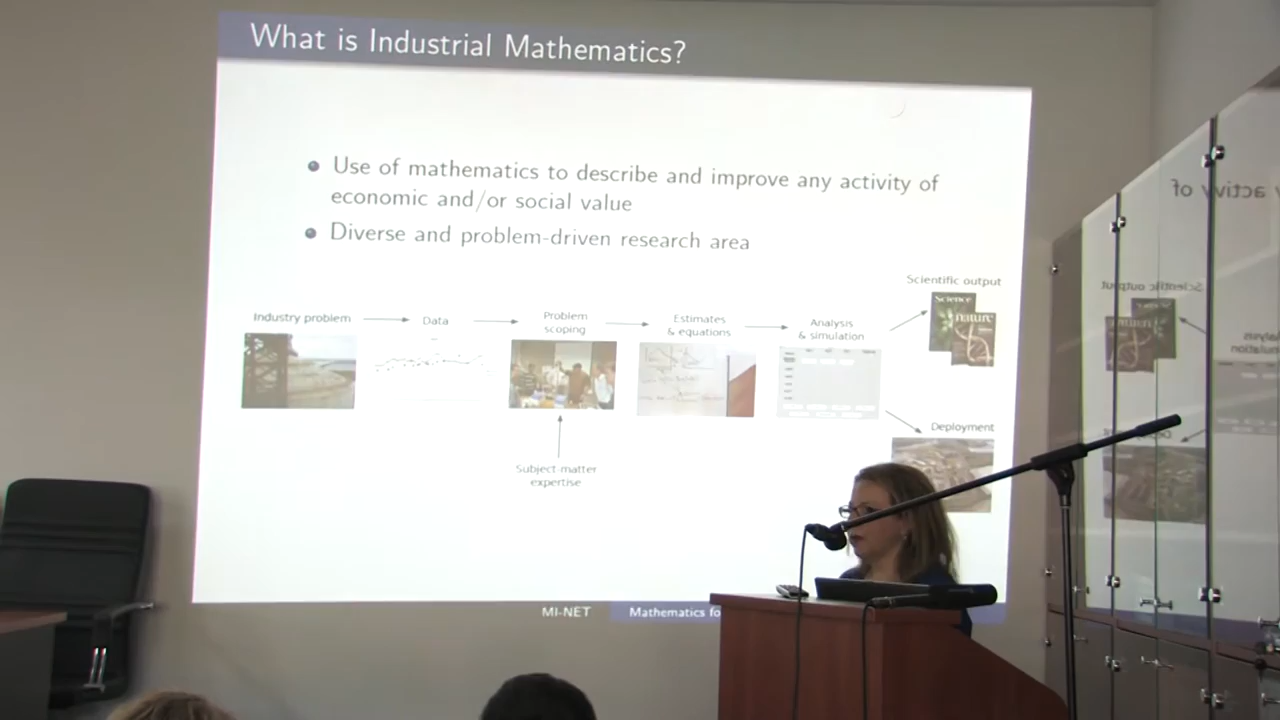 What is Industrial Mathematics?
Use of mathematics to describe and improve any activity of
economic and/or social value
Diverse and problem-driven research area
Scientific output
Industry problem
Data
Problem
scoping
Estimates
& equations
Analysis
& simulation
Science
nature
Deployment
Subject matter
expertise
MI-NET
Mathematics fo